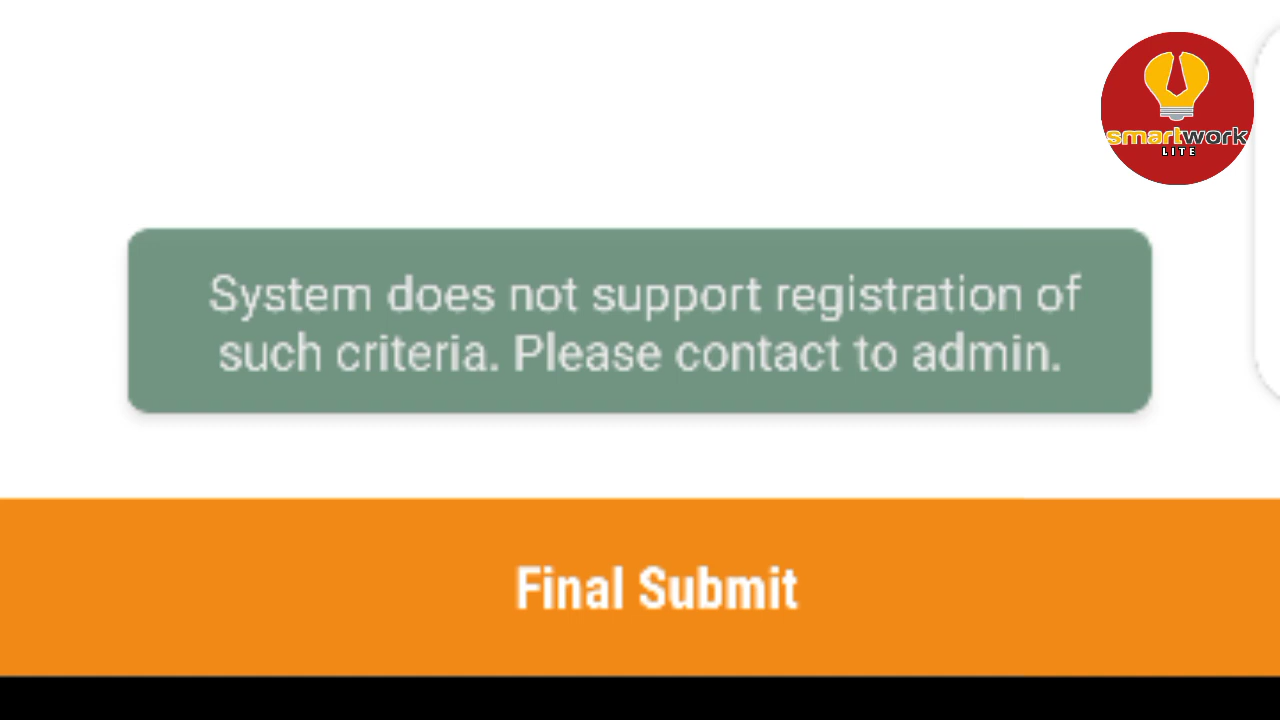 smartwork
LITE
System does not support registration of
such criteria. Please contact to admin.
Final Submit